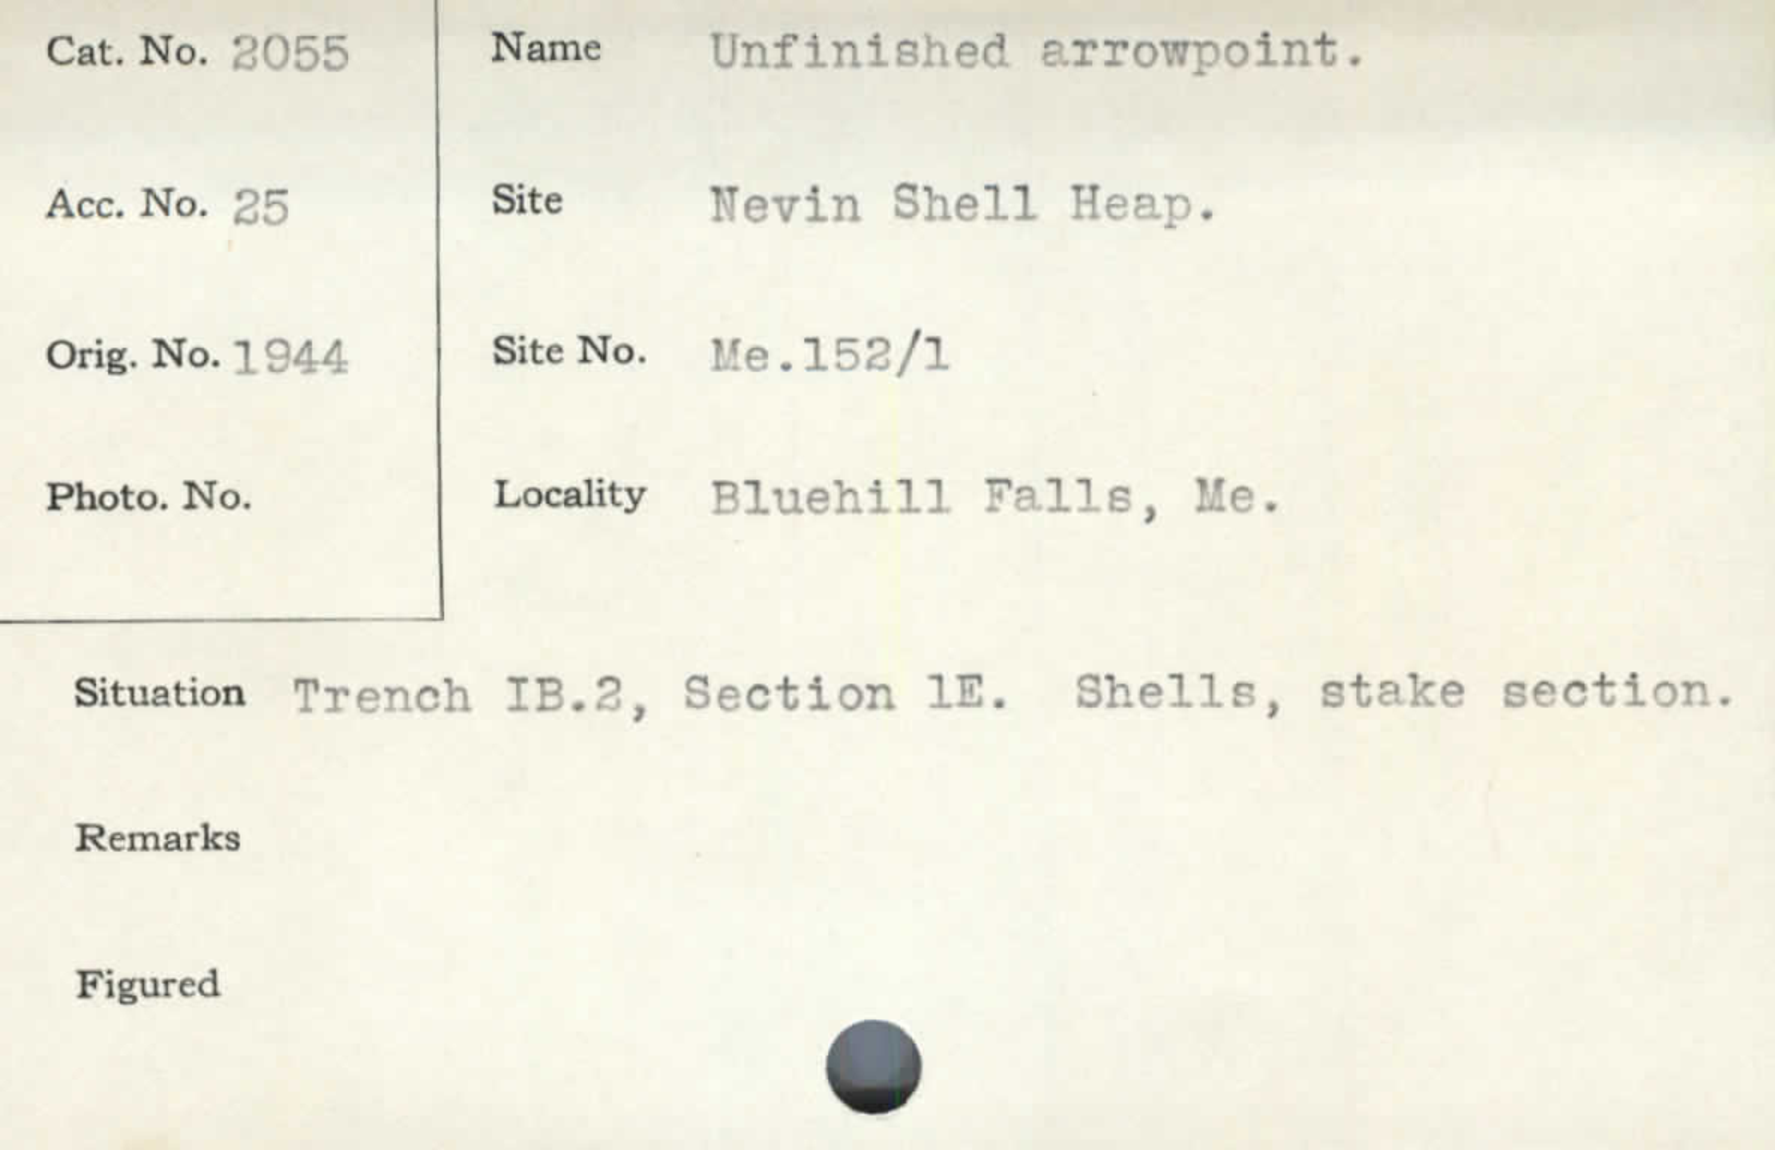 Cat. No. 2055
Name Unfinished arrowpoint.
Acc. No. 25
Site Nevin Shell Heap.
Orig. No. 1944
Site No. Me.152/1
Photo. No.
Locality Bluehill Falls, Me.
Situation Trench IB.2, Section 1E. Shells, stake section.
Remarks
Figured